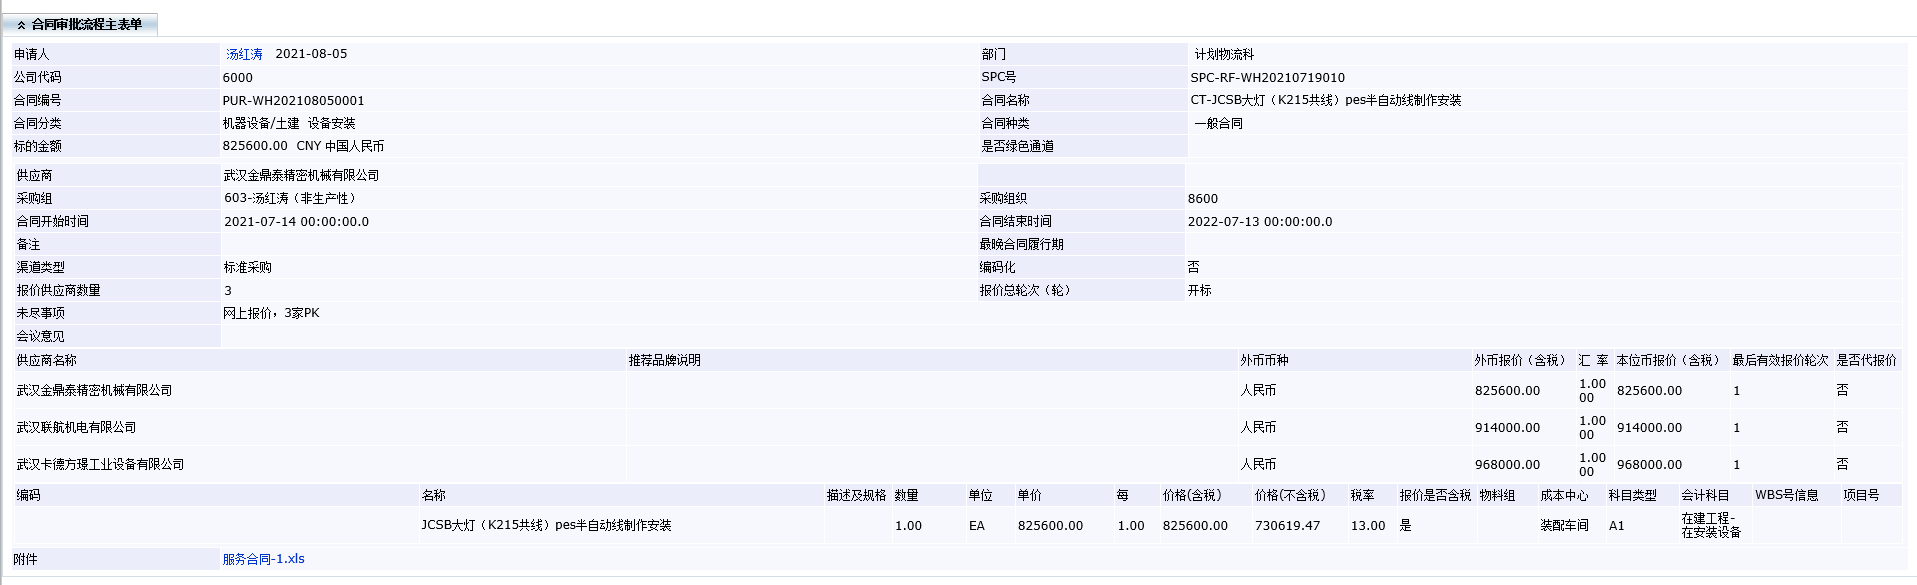 合同审批流程主表单
申请人 汤红涛 2021-08-05 部门 计划物流科
公司代码 6000 SPC号 SPC-RF-WH20210719010
合同编号 PUR-WH202108050001 合同名称 CT-JCSB大灯（K215共线）pes半自动线制作安装
合同分类 机器设备/土建 设备安装 合同种类 一般合同
标的金额 825600.00 CNY 中国人民币 是否绿色通道
供应商 武汉金鼎泰精密机械有限公司
采购组 603-汤红涛（非生产性） 采购组织 8600
合同开始时间 2021-07-14 00:00:00.0 合同结束时间 2022-07-13 00:00:00.0
备注 最晚合同履行期
渠道类型 标准采购 编码化 否
报价供应商数量 3 报价总轮次（轮） 开标
未尽事项 网上报价，3家PK
会议意见
供应商名称 推荐品牌说明 外币币种 外币报价（含税） 汇 率 本位币报价（含税） 最后有效报价轮次 是否代报价
武汉金鼎泰精密机械有限公司 人民币 825600.00 1.0000 825600.00 1 否
武汉联航机电有限公司 人民币 914000.00 1.0000 914000.00 1 否
武汉卡德方璟工业设备有限公司 人民币 968000.00 1.0000 968000.00 1 否
编码 名称 描述及规格 数量 单位 单价 每 价格(含税） 价格(不含税） 税率 报价是否含税 物料组 成本中心 科目类型 会计科目 WBS号信息 项目号
JCSB大灯（K215共线）pes半自动线制作安装 1.00 EA 825600.00 1.00 825600.00 730619.47 13.00 是 装配车间 A1 在建工程-在安装设备
附件 服务合同-1.xls